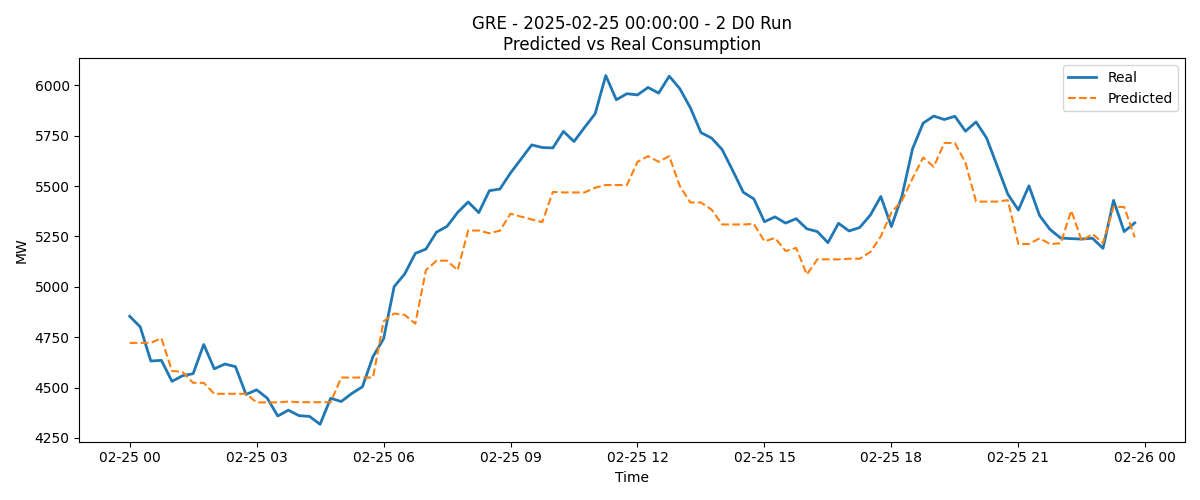 GRE - 2025-02-25 00:00:00 - 2 D0 Run
Predicted vs Real Consumption
Real
Predicted
6000
5750
5500
5250
5000
4750
4500
4250
MW
02-25 00
02-25 03
02-25 06
02-25 09
02-25 12
02-25 15
02-25 18
02-25 21
02-26 00
Time